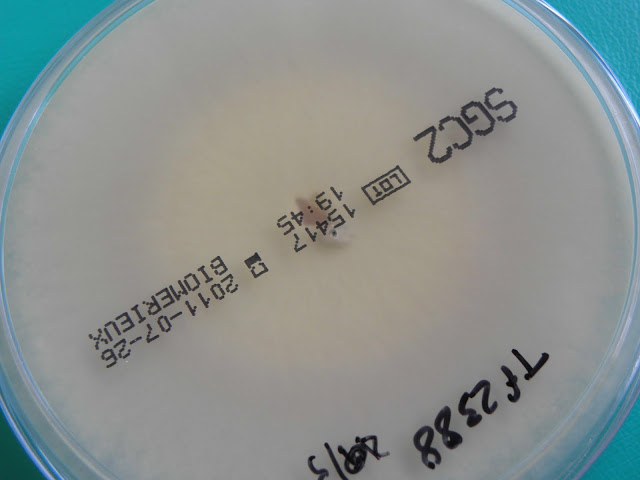 SGC2
LOT
15417
19:45
2011-07-26
BIOMERIEUX
Tf2388